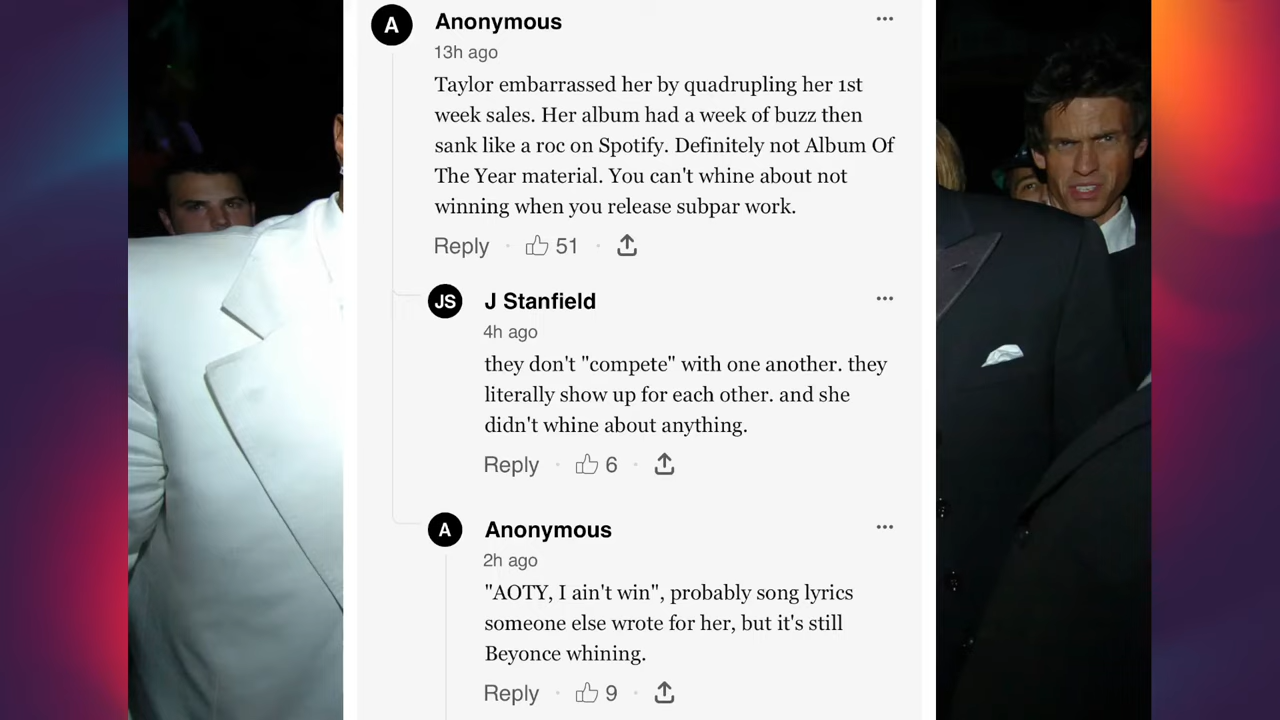 A
Anonymous
13h ago
Taylor embarrassed her by quadrupling her 1st
week sales. Her album had a week of buzz then
sank like a roc on Spotify. Definitely not Album Of
The Year material. You can't whine about not
winning when you release subpar work.
Reply 51
JS
J Stanfield
4h ago
they don't "compete" with one another. they
literally show up for each other. and she
didn't whine about anything.
Reply 6
A
Anonymous
2h ago
"AOTY, I ain't win", probably song lyrics
someone else wrote for her, but it's still
Beyonce whining.
Reply 9